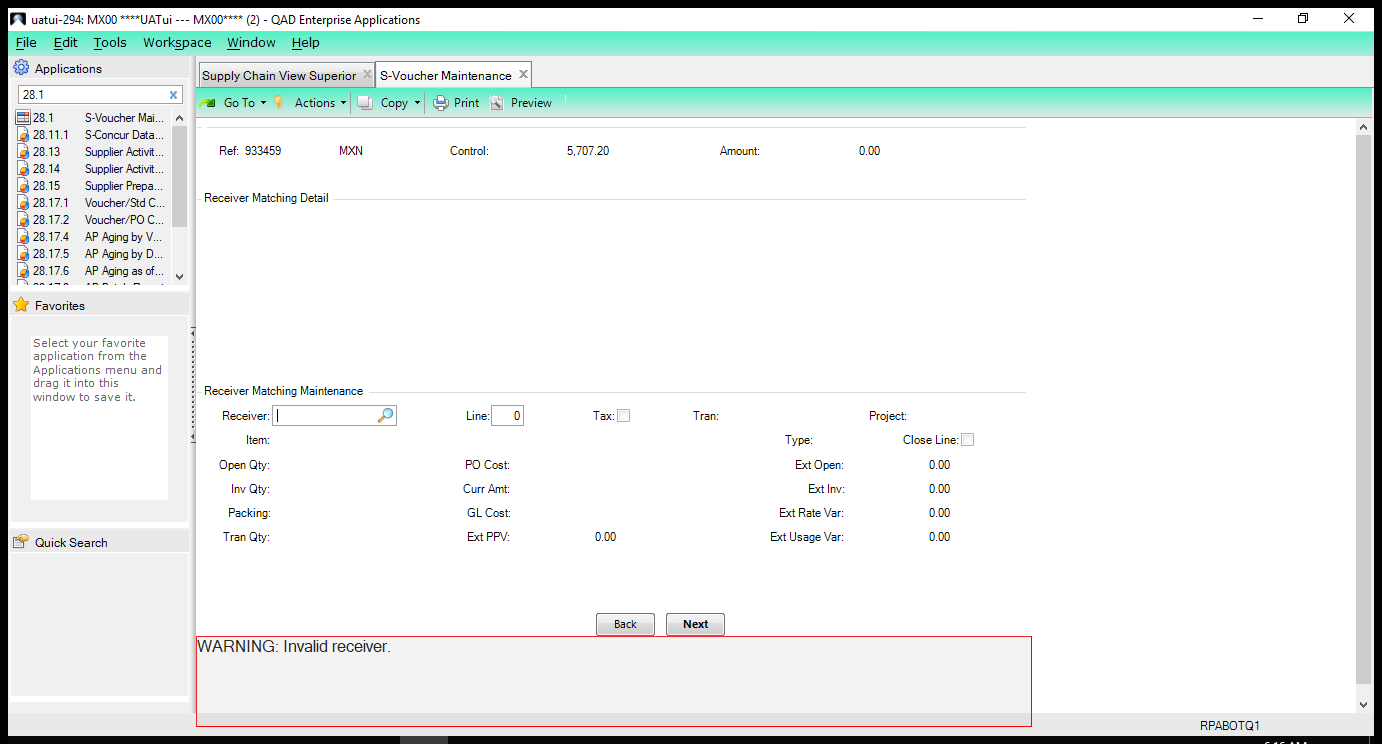 uatui-294: MX00 ****UATui --- MX00**** (2) - QAD Enterprise Applications
File Edit Tools Workspace Window Help
Applications
28.1
28.1 S-Voucher Mai...
28.11.1 S-Concur Data...
28.13 Supplier Activit...
28.14 Supplier Activit...
28.15 Supplier Prepa...
28.17.1 Voucher/Std C...
28.17.2 Voucher/PO C...
28.17.4 AP Aging by V...
28.17.5 AP Aging by D...
28.17.6 AP Aging as of...
Favorites
Select your favorite
application from the
Applications menu and
drag it into this
window to save it.
Quick Search
Supply Chain View Superior S-Voucher Maintenance
Go To Actions Copy Print Preview
Ref: 933459 MXN Control: 5,707.20 Amount: 0.00
Receiver Matching Detail
Receiver Matching Maintenance
Receiver: Line: 0 Tax: Tran: Project:
Item: Type: Close Line:
Open Qty: PO Cost: Ext Open: 0.00
Inv Qty: Curr Amt: Ext Inv: 0.00
Packing: GL Cost: Ext Rate Var: 0.00
Tran Qty: Ext PPV: 0.00 Ext Usage Var: 0.00
Back Next
WARNING: Invalid receiver.
RPABOTQ1